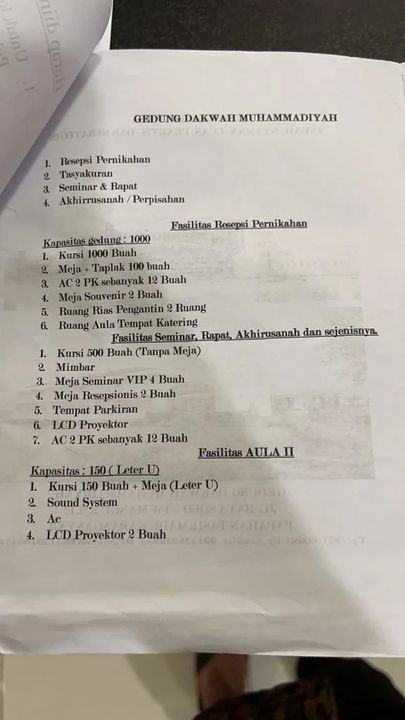 GEDUNG DAKWAH MUHAMMADIYAH
1. Resepsi Pernikahan
2. Tasyakuran
3. Seminar & Rapat
4. Akhirrusanah / Perpisahan
Fasilitas Resepsi Pernikahan
Kapasitas gedung : 1000
1. Kursi 1000 Buah
2. Meja + Taplak 100 buah
3. AC 2 PK sebanyak 12 Buah
4. Meja Souvenir 2 Buah
5. Ruang Rias Pengantin 2 Ruang
6. Ruang Aula Tempat Katering
Fasilitas Seminar, Rapat, Akhirusanah dan sejenisnya.
1. Kursi 500 Buah (Tanpa Meja)
2. Mimbar
3. Meja Seminar VIP 4 Buah
4. Meja Resepsionis 2 Buah
5. Tempat Parkiran
6. LCD Proyektor
7. AC 2 PK sebanyak 12 Buah
Fasilitas AULA II
Kapasitas : 150 ( Leter U)
1. Kursi 150 Buah + Meja (Leter U)
2. Sound System
3. Ac
4. LCD Proyektor 2 Buah